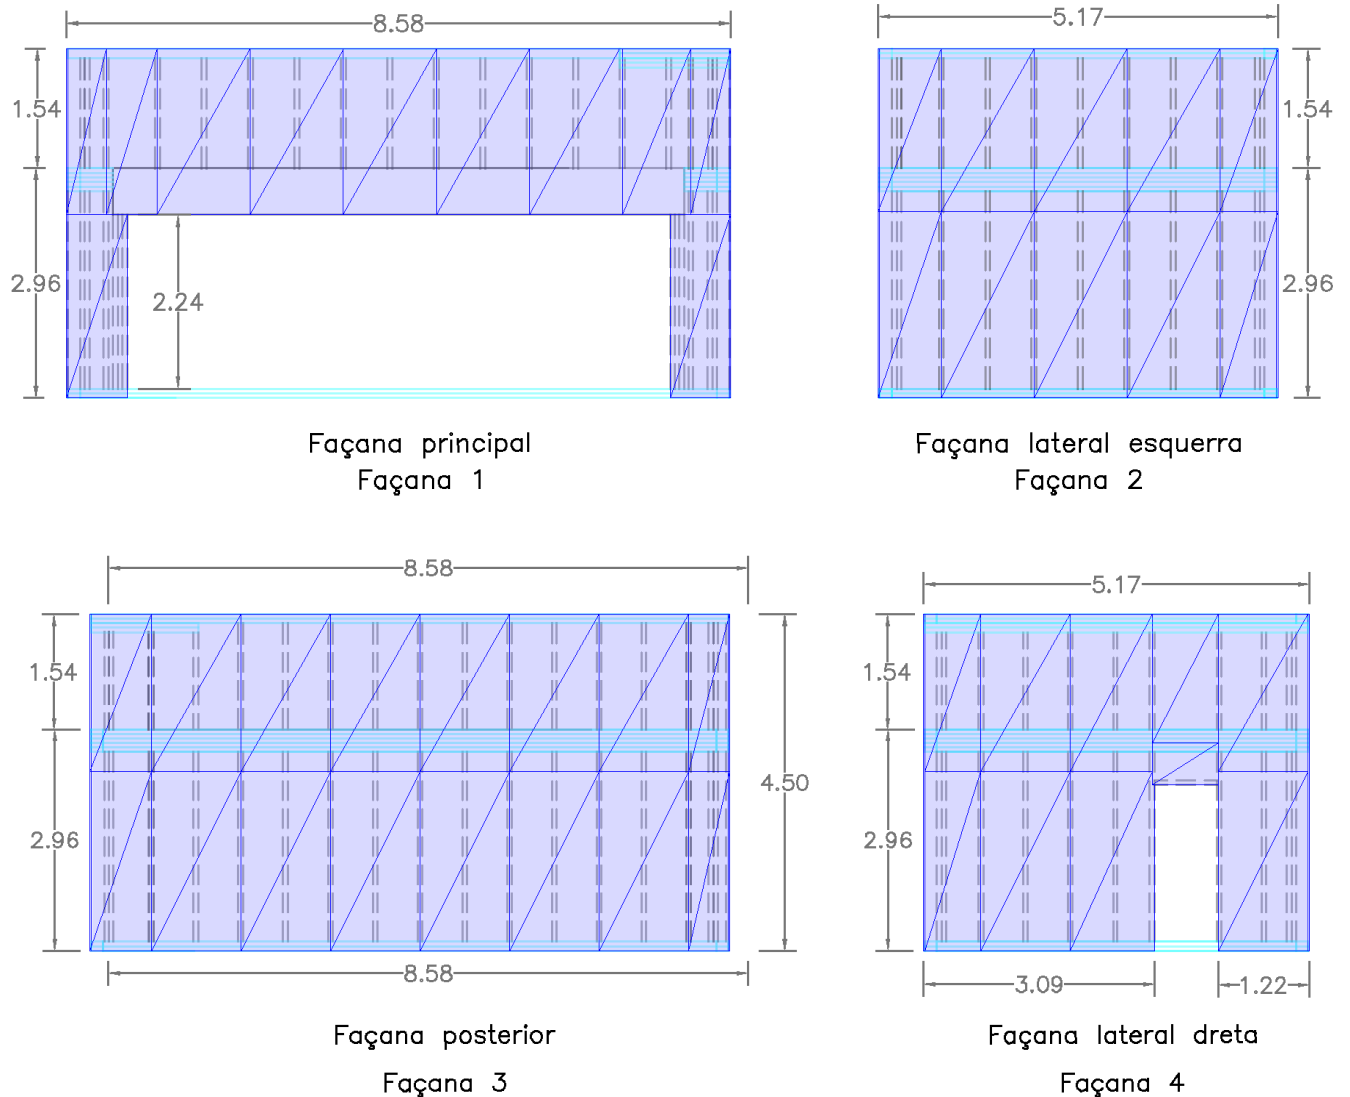 8.58
5.17
1.54
1.54
2.96
2.24
2.96
Façana principal
Façana 1
Façana lateral esquerra
Façana 2
8.58
5.17
1.54
1.54
4.50
2.96
2.96
8.58
3.09
1.22
Façana posterior
Façana 3
Façana lateral dreta
Façana 4